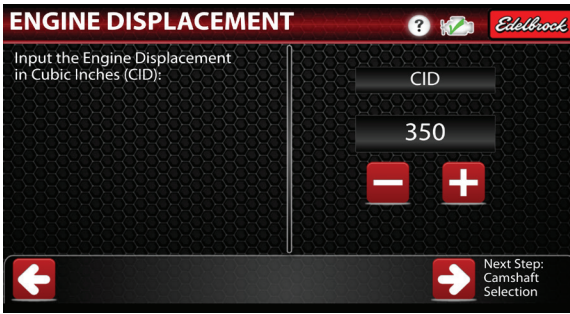 ENGINE DISPLACEMENT
?
Edelbrock
Input the Engine Displacement
in Cubic Inches (CID):
CID
350
Next Step:
Camshaft
Selection